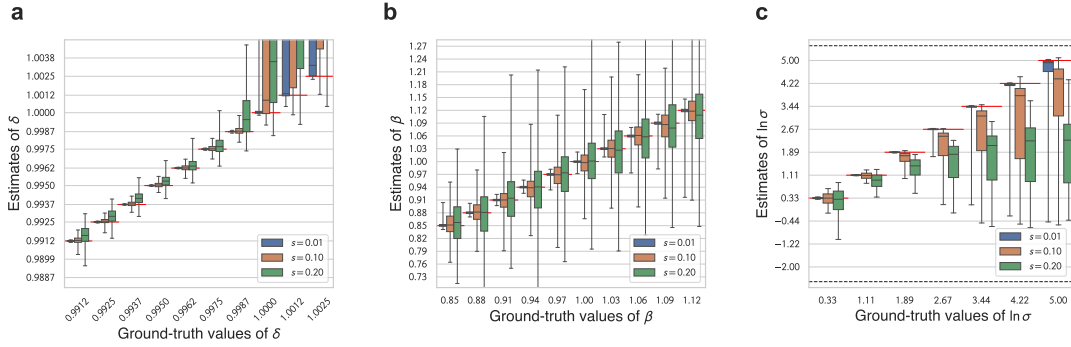 a
Estimates of δ
1.0038
1.0025
1.0012
1.0000
0.9987
0.9975
0.9962
0.9950
0.9937
0.9925
0.9912
0.9899
0.9887
s = 0.01
s = 0.10
s = 0.20
0.9912 0.9925 0.9937 0.9950 0.9962 0.9975 0.9987 1.0000 1.0012 1.0025
Ground-truth values of δ
b
Estimates of β
1.27
1.21
1.18
1.12
1.09
1.06
1.03
1.00
0.97
0.94
0.91
0.88
0.85
0.82
0.79
0.76
0.73
s = 0.01
s = 0.10
s = 0.20
0.85 0.88 0.91 0.94 0.97 1.00 1.03 1.06 1.09 1.12
Ground-truth values of β
c
Estimates of ln σ
5.00
4.22
3.44
2.67
1.89
1.11
0.33
−0.44
−1.22
−2.00
s = 0.01
s = 0.10
s = 0.20
0.33 1.11 1.89 2.67 3.44 4.22 5.00
Ground-truth values of ln σ